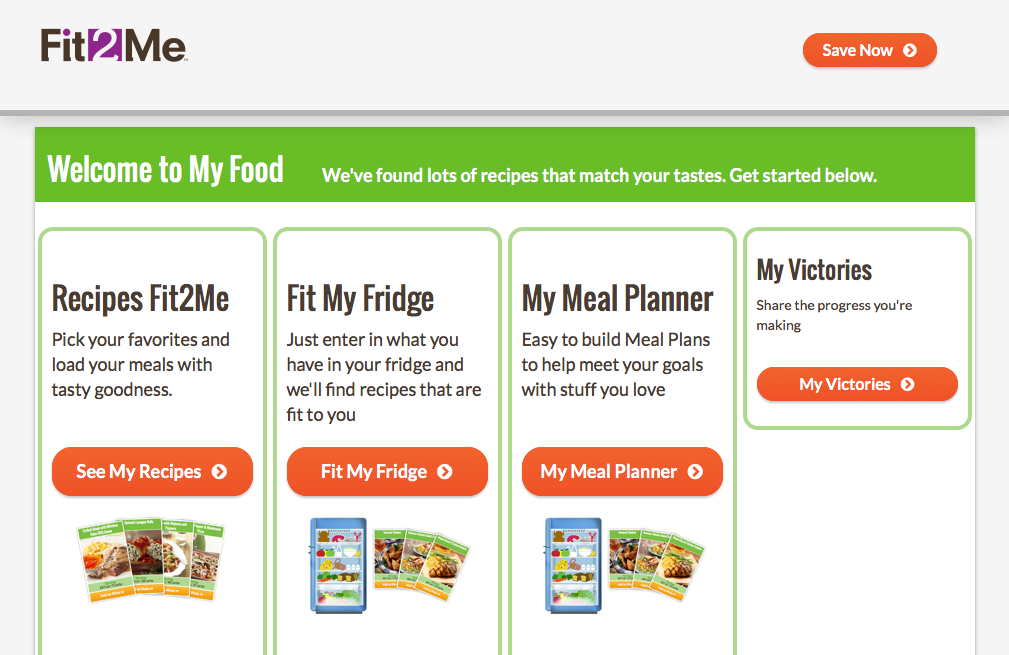 Fit2Me
Save Now
Welcome to My Food
We've found lots of recipes that match your tastes. Get started below.
Recipes Fit2Me
Pick your favorites and
load your meals with
tasty goodness.
See My Recipes
Fit My Fridge
Just enter in what you
have in your fridge and
we'll find recipes that are
fit to you
Fit My Fridge
My Meal Planner
Easy to build Meal Plans
to help meet your goals
with stuff you love
My Meal Planner
My Victories
Share the progress you're
making
My Victories